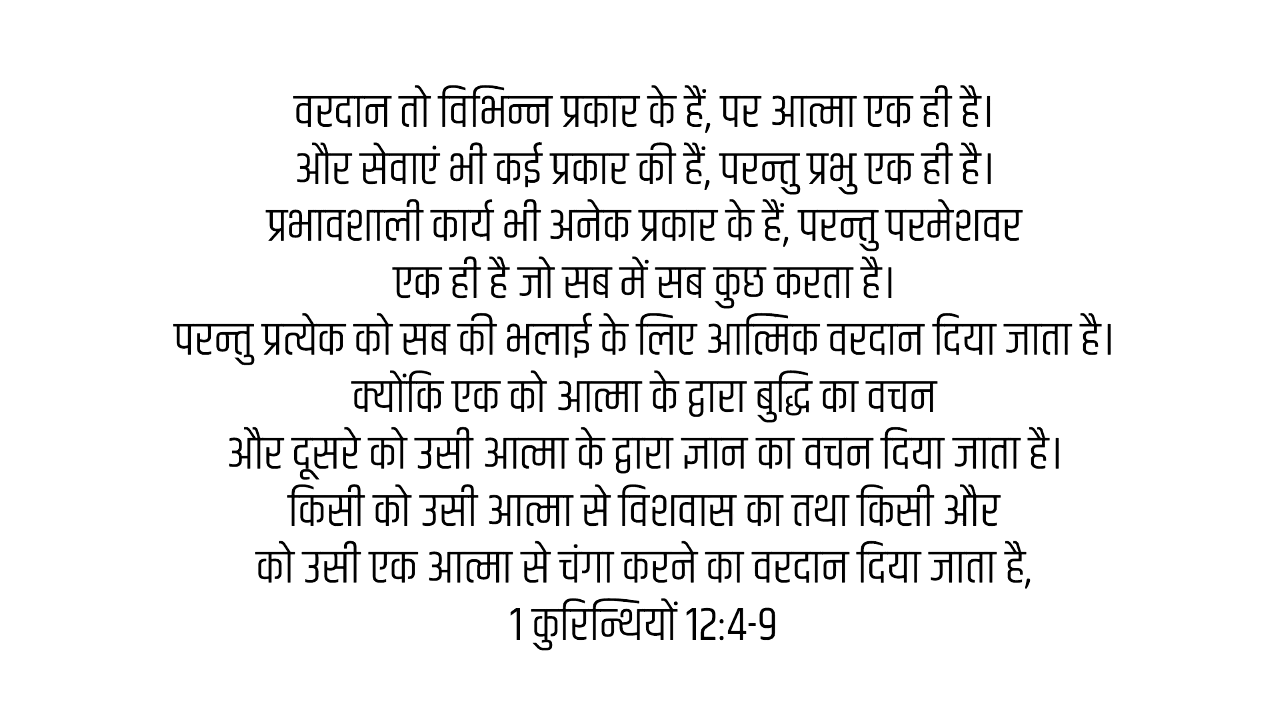 वरदान तो विभिन्न प्रकार के हैं, पर आत्मा एक ही है।
और सेवाएं भी कई प्रकार की हैं, परन्तु प्रभु एक ही है।
प्रभावशाली कार्य भी अनेक प्रकार के हैं, परन्तु परमेशवर
एक ही है जो सब में सब कुछ करता है।
परन्तु प्रत्येक को सब की भलाई के लिए आत्मिक वरदान दिया जाता है।
क्योंकि एक को आत्मा के द्वारा बुद्धि का वचन
और दूसरे को उसी आत्मा के द्वारा ज्ञान का वचन दिया जाता है।
किसी को उसी आत्मा से विशवास का तथा किसी और
को उसी एक आत्मा से चंगा करने का वरदान दिया जाता है,
1 कुरिन्थियों 12:4-9